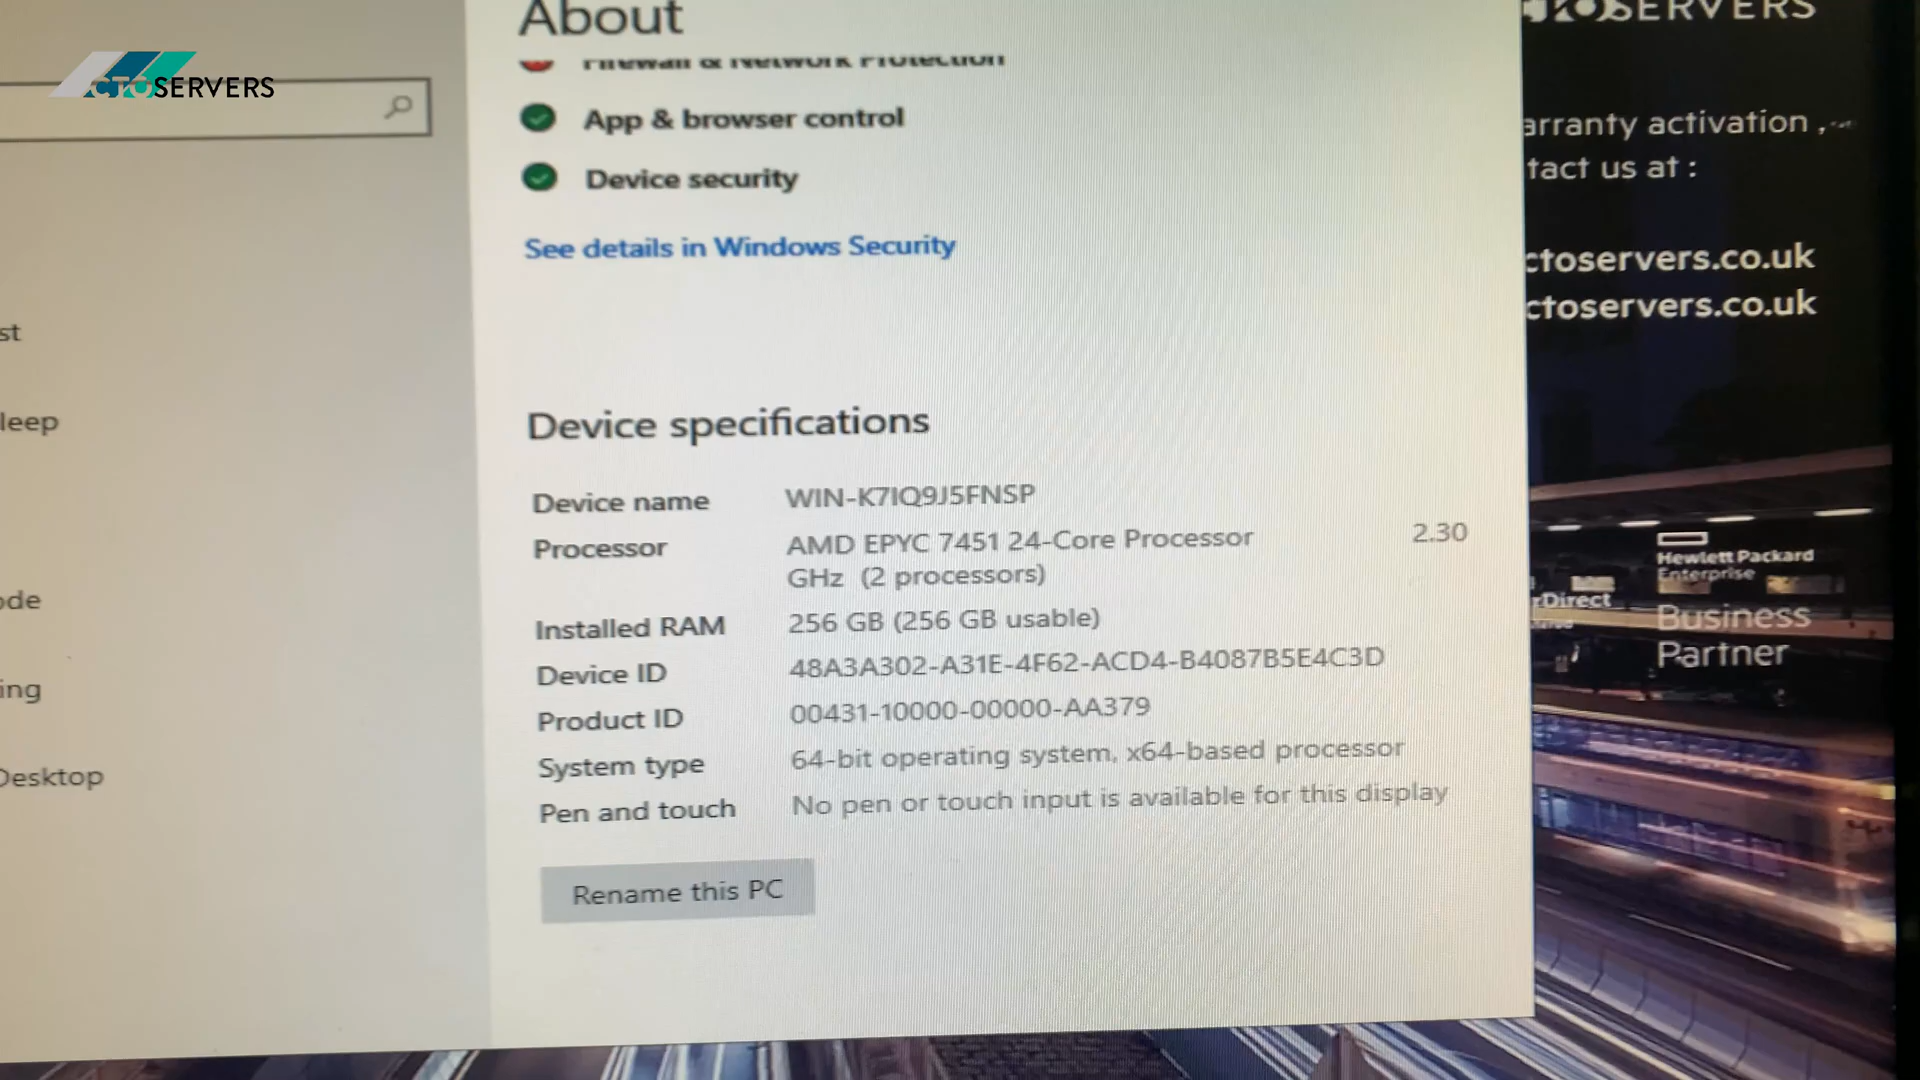 About
Firewall & Network Protection
CTOSERVERS
App & browser control
Device security
See details in Windows Security
st
leep
ode
ing
Desktop
Device specifications
Device name WIN-K7IQ9J5FNSP
Processor AMD EPYC 7451 24-Core Processor 2.30
GHz (2 processors)
Installed RAM 256 GB (256 GB usable)
Device ID 48A3A302-A31E-4F62-ACD4-B4087B5E4C3D
Product ID 00431-10000-00000-AA379
System type 64-bit operating system, x64-based processor
Pen and touch No pen or touch input is available for this display
Rename this PC
CTOSERVERS
arranty activation ,
tact us at :
ctoservers.co.uk
ctoservers.co.uk
Hewlett Packard
Enterprise
rDirect
Business
Partner